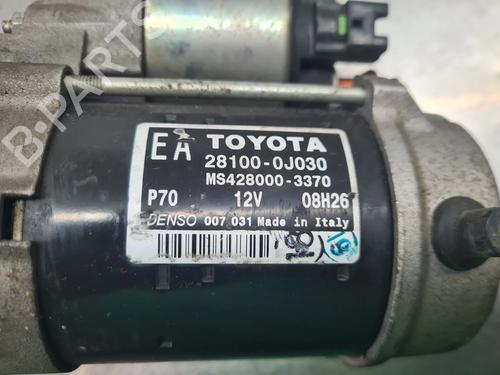 B-PARTS
EA TOYOTA
28100-0J030
MS428000-3370
P70 12V 08H26
DENSO 007 031 Made in Italy